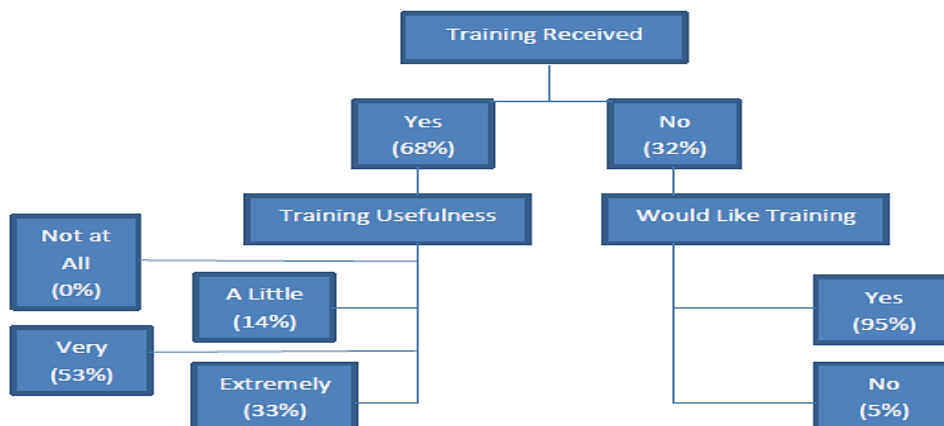 Training Received
Yes
(68%)
No
(32%)
Training Usefulness
Would Like Training
Not at
All
(0%)
A Little
(14%)
Very
(53%)
Extremely
(33%)
Yes
(95%)
No
(5%)